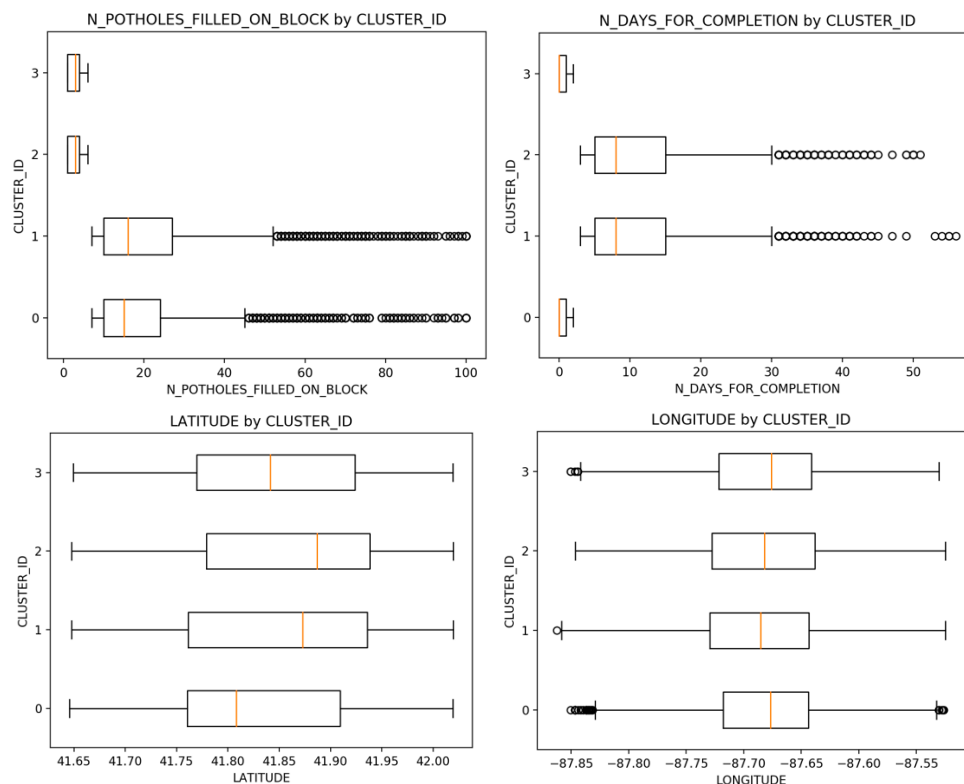 N_POTHOLES_FILLED_ON_BLOCK by CLUSTER_ID
CLUSTER_ID
3
2
1
0
0 20 40 60 80 100
N_POTHOLES_FILLED_ON_BLOCK
N_DAYS_FOR_COMPLETION by CLUSTER_ID
CLUSTER_ID
3
2
1
0
0 10 20 30 40 50
N_DAYS_FOR_COMPLETION
LATITUDE by CLUSTER_ID
CLUSTER_ID
3
2
1
0
41.65 41.70 41.75 41.80 41.85 41.90 41.95 42.00
LATITUDE
LONGITUDE by CLUSTER_ID
CLUSTER_ID
3
2
1
0
−87.85 −87.80 −87.75 −87.70 −87.65 −87.60 −87.55
LONGITUDE